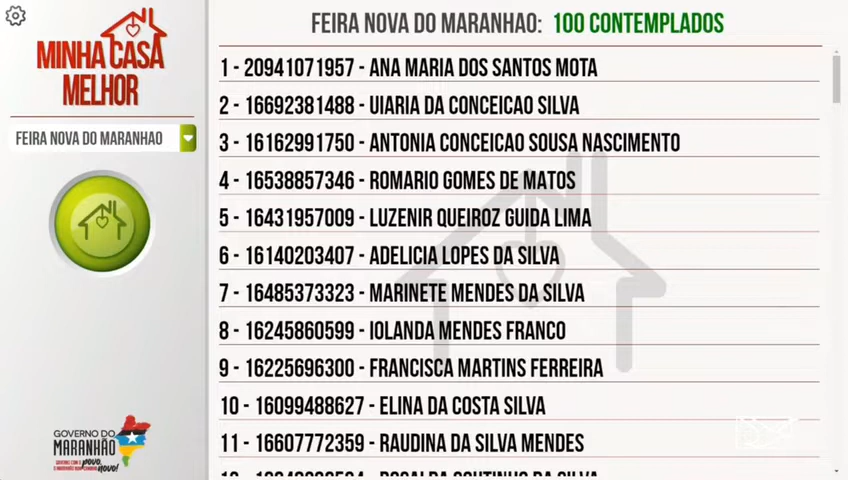 FEIRA NOVA DO MARANHAO: 100 CONTEMPLADOS
MINHA CASA
MELHOR
FEIRA NOVA DO MARANHAO
1 - 20941071957 - ANA MARIA DOS SANTOS MOTA
2 - 16692381488 - UIARIA DA CONCEICAO SILVA
3 - 16162991750 - ANTONIA CONCEICAO SOUSA NASCIMENTO
4 - 16538857346 - ROMARIO GOMES DE MATOS
5 - 16431957009 - LUZENIR QUEIROZ GUIDA LIMA
6 - 16140203407 - ADELICIA LOPES DA SILVA
7 - 16485373323 - MARINETE MENDES DA SILVA
8 - 16245860599 - IOLANDA MENDES FRANCO
9 - 16225696300 - FRANCISCA MARTINS FERREIRA
10 - 16099488627 - ELINA DA COSTA SILVA
11 - 16607772359 - RAUDINA DA SILVA MENDES
GOVERNO DO
MARANHÃO